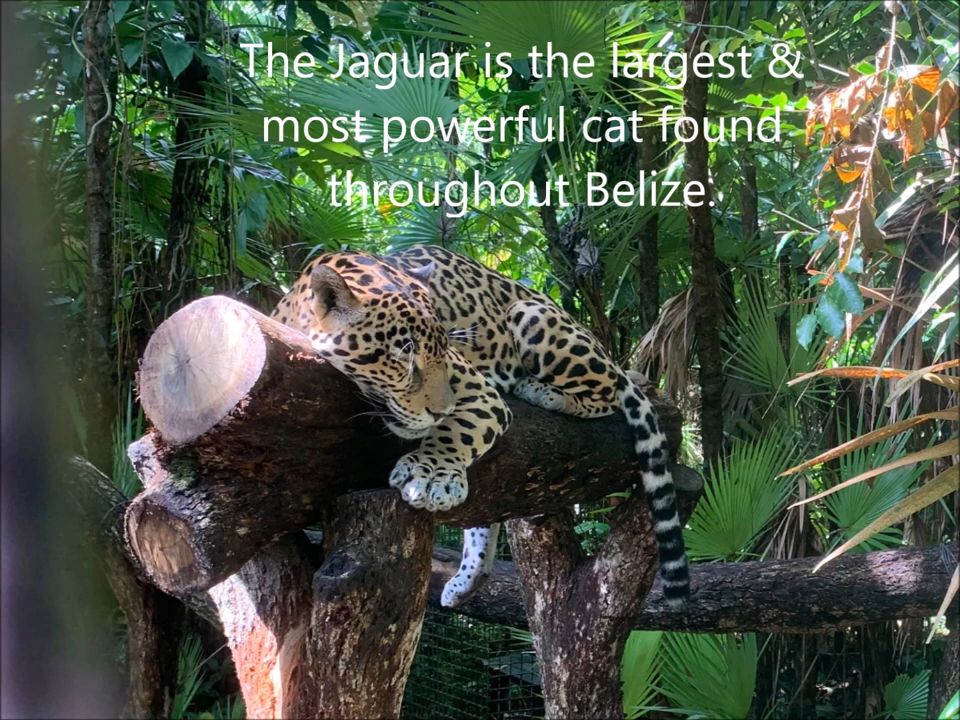 The Jaguar is the largest &
most powerful cat found
throughout Belize.